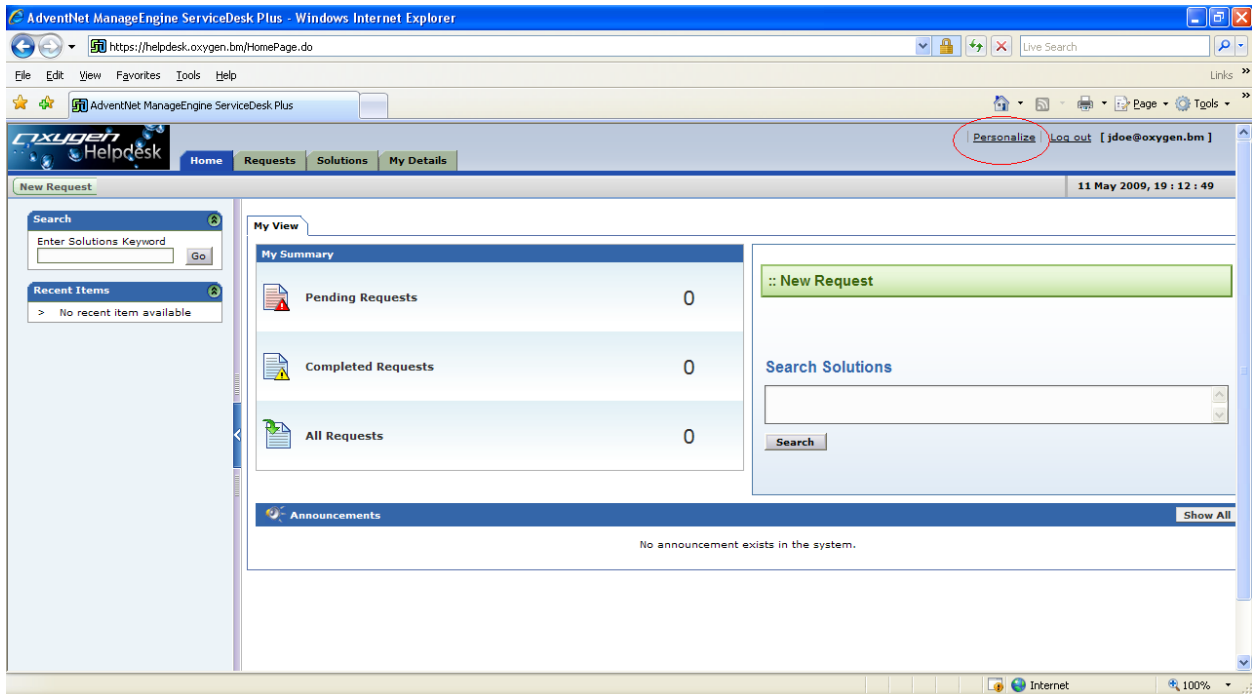 AdventNet ManageEngine ServiceDesk Plus - Windows Internet Explorer
https://helpdesk.oxygen.bm/HomePage.do
Live Search
File Edit View Favorites Tools Help
Links »
AdventNet ManageEngine ServiceDesk Plus
Page Tools »
oxygen
Helpdesk
Personalize | Log out [ jdoe@oxygen.bm ]
Home Requests Solutions My Details
New Request
11 May 2009, 19 : 12 : 49
Search
Enter Solutions Keyword
Go
Recent Items
> No recent item available
My View
My Summary
Pending Requests 0
Completed Requests 0
All Requests 0
:: New Request
Search Solutions
Search
Announcements
Show All
No announcement exists in the system.
Internet
100%